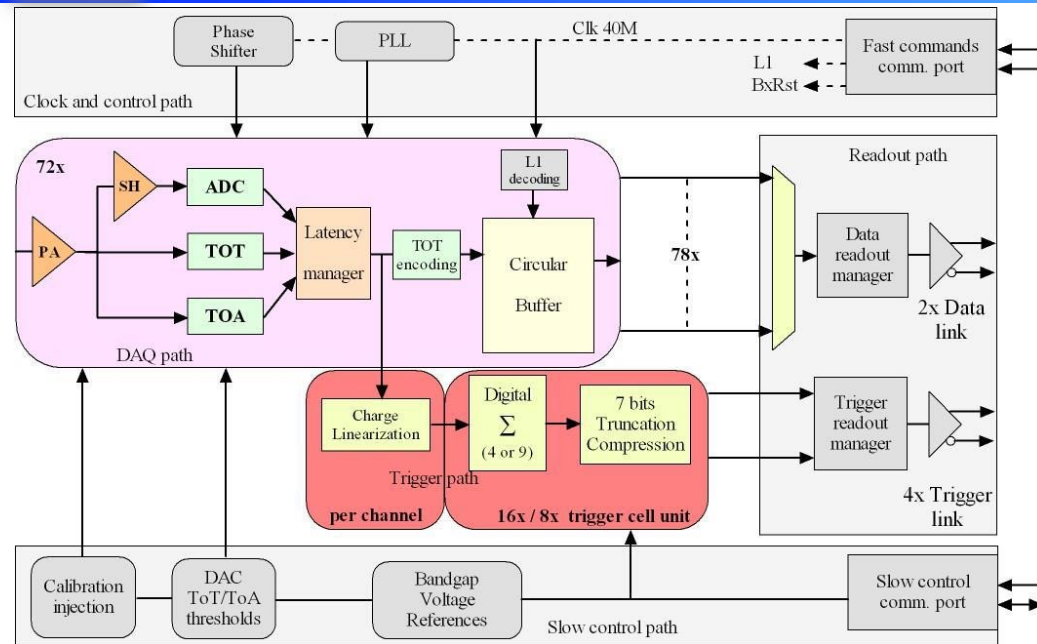 Phase
Shifter
PLL
Clk 40M
Fast commands
comm. port
L1
BxRst
Clock and control path
72x
SH
ADC
L1
decoding
Readout path
PA
TOT
Latency
manager
TOT
encoding
Circular
Buffer
78x
Data
readout
manager
TOA
2x Data
link
DAQ path
Charge
Linearization
Digital
Σ
(4 or 9)
7 bits
Truncation
Compression
Trigger
readout
manager
Trigger path
4x Trigger
link
per channel
16x / 8x trigger cell unit
Calibration
injection
DAC
ToT/ToA
thresholds
Bandgap
Voltage
References
Slow control
comm. port
Slow control path